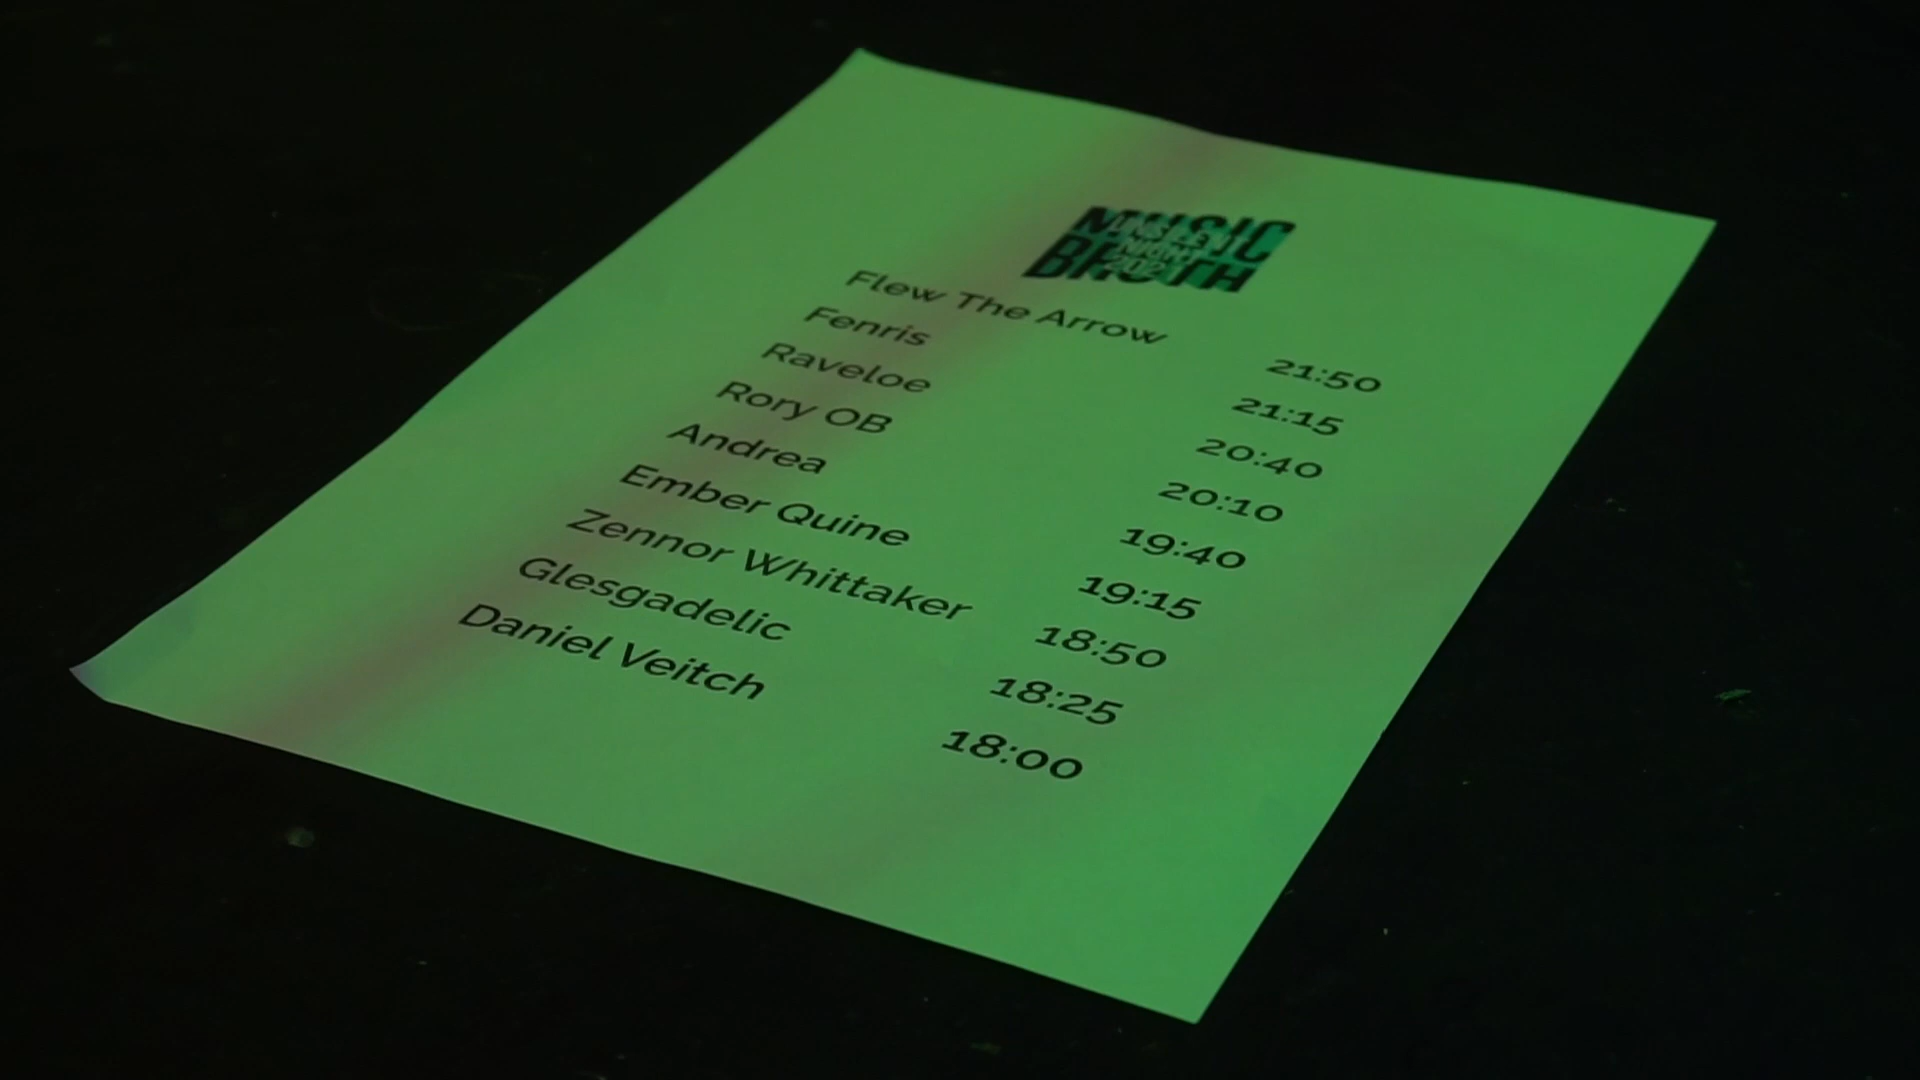 MUSIC
BROTH
Flew The Arrow 21:50
Fenris 21:15
Raveloe 20:40
Rory OB 20:10
Andrea 19:40
Ember Quine 19:15
Zennor Whittaker 18:50
Glesgadelic 18:25
Daniel Veitch 18:00